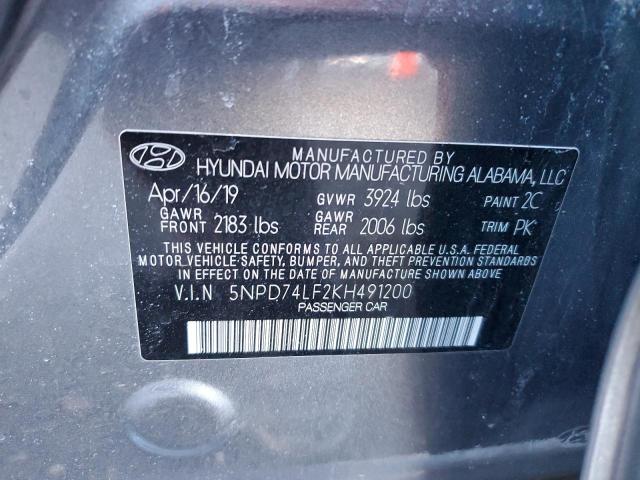 MANUFACTURED BY
HYUNDAI MOTOR MANUFACTURING ALABAMA, LLC
Apr/16/19 GVWR 3924 lbs PAINT 2C
GAWR FRONT 2183 lbs GAWR REAR 2006 lbs TRIM PK
THIS VEHICLE CONFORMS TO ALL APPLICABLE U.S.A. FEDERAL
MOTOR VEHICLE SAFETY, BUMPER, AND THEFT PREVENTION STANDARDS
IN EFFECT ON THE DATE OF MANUFACTURE SHOWN ABOVE.
V.I.N 5NPD74LF2KH491200
PASSENGER CAR